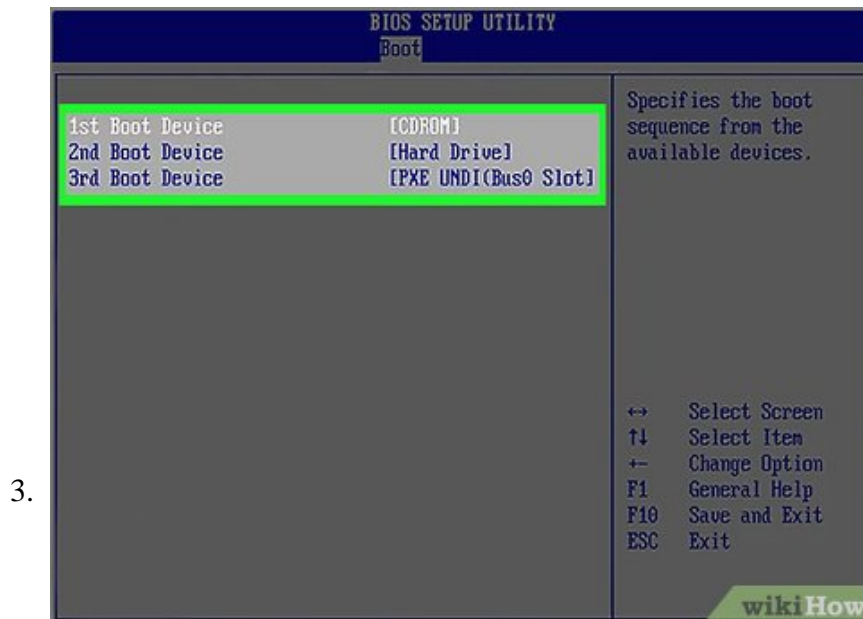 BIOS SETUP UTILITY
Boot
1st Boot Device [CDROM]
2nd Boot Device [Hard Drive]
3rd Boot Device [PXE UNDI(Bus0 Slot]
Specifies the boot
sequence from the
available devices.
↔ Select Screen
↑↓ Select Item
+- Change Option
F1 General Help
F10 Save and Exit
ESC Exit
3.
wikiHow